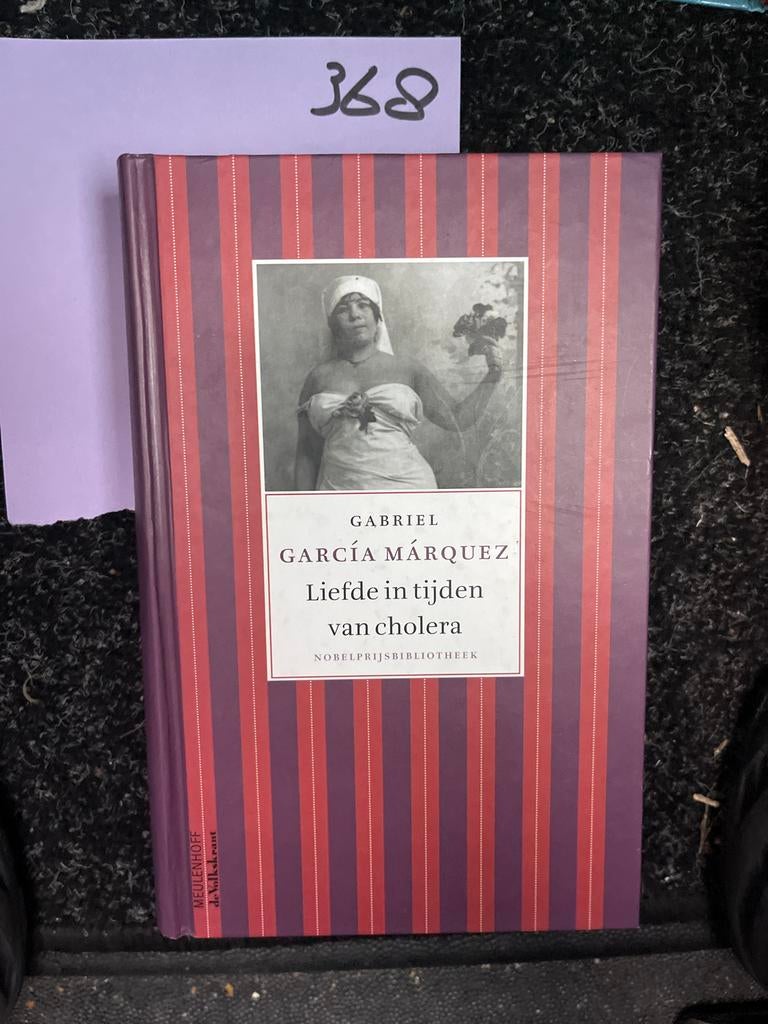 368
GABRIEL
GARCÍA MÁRQUEZ
Liefde in tijden
van cholera
NOBELPRIJSBIBLIOTHEEK
MEULENHOFF
de Volkskrant